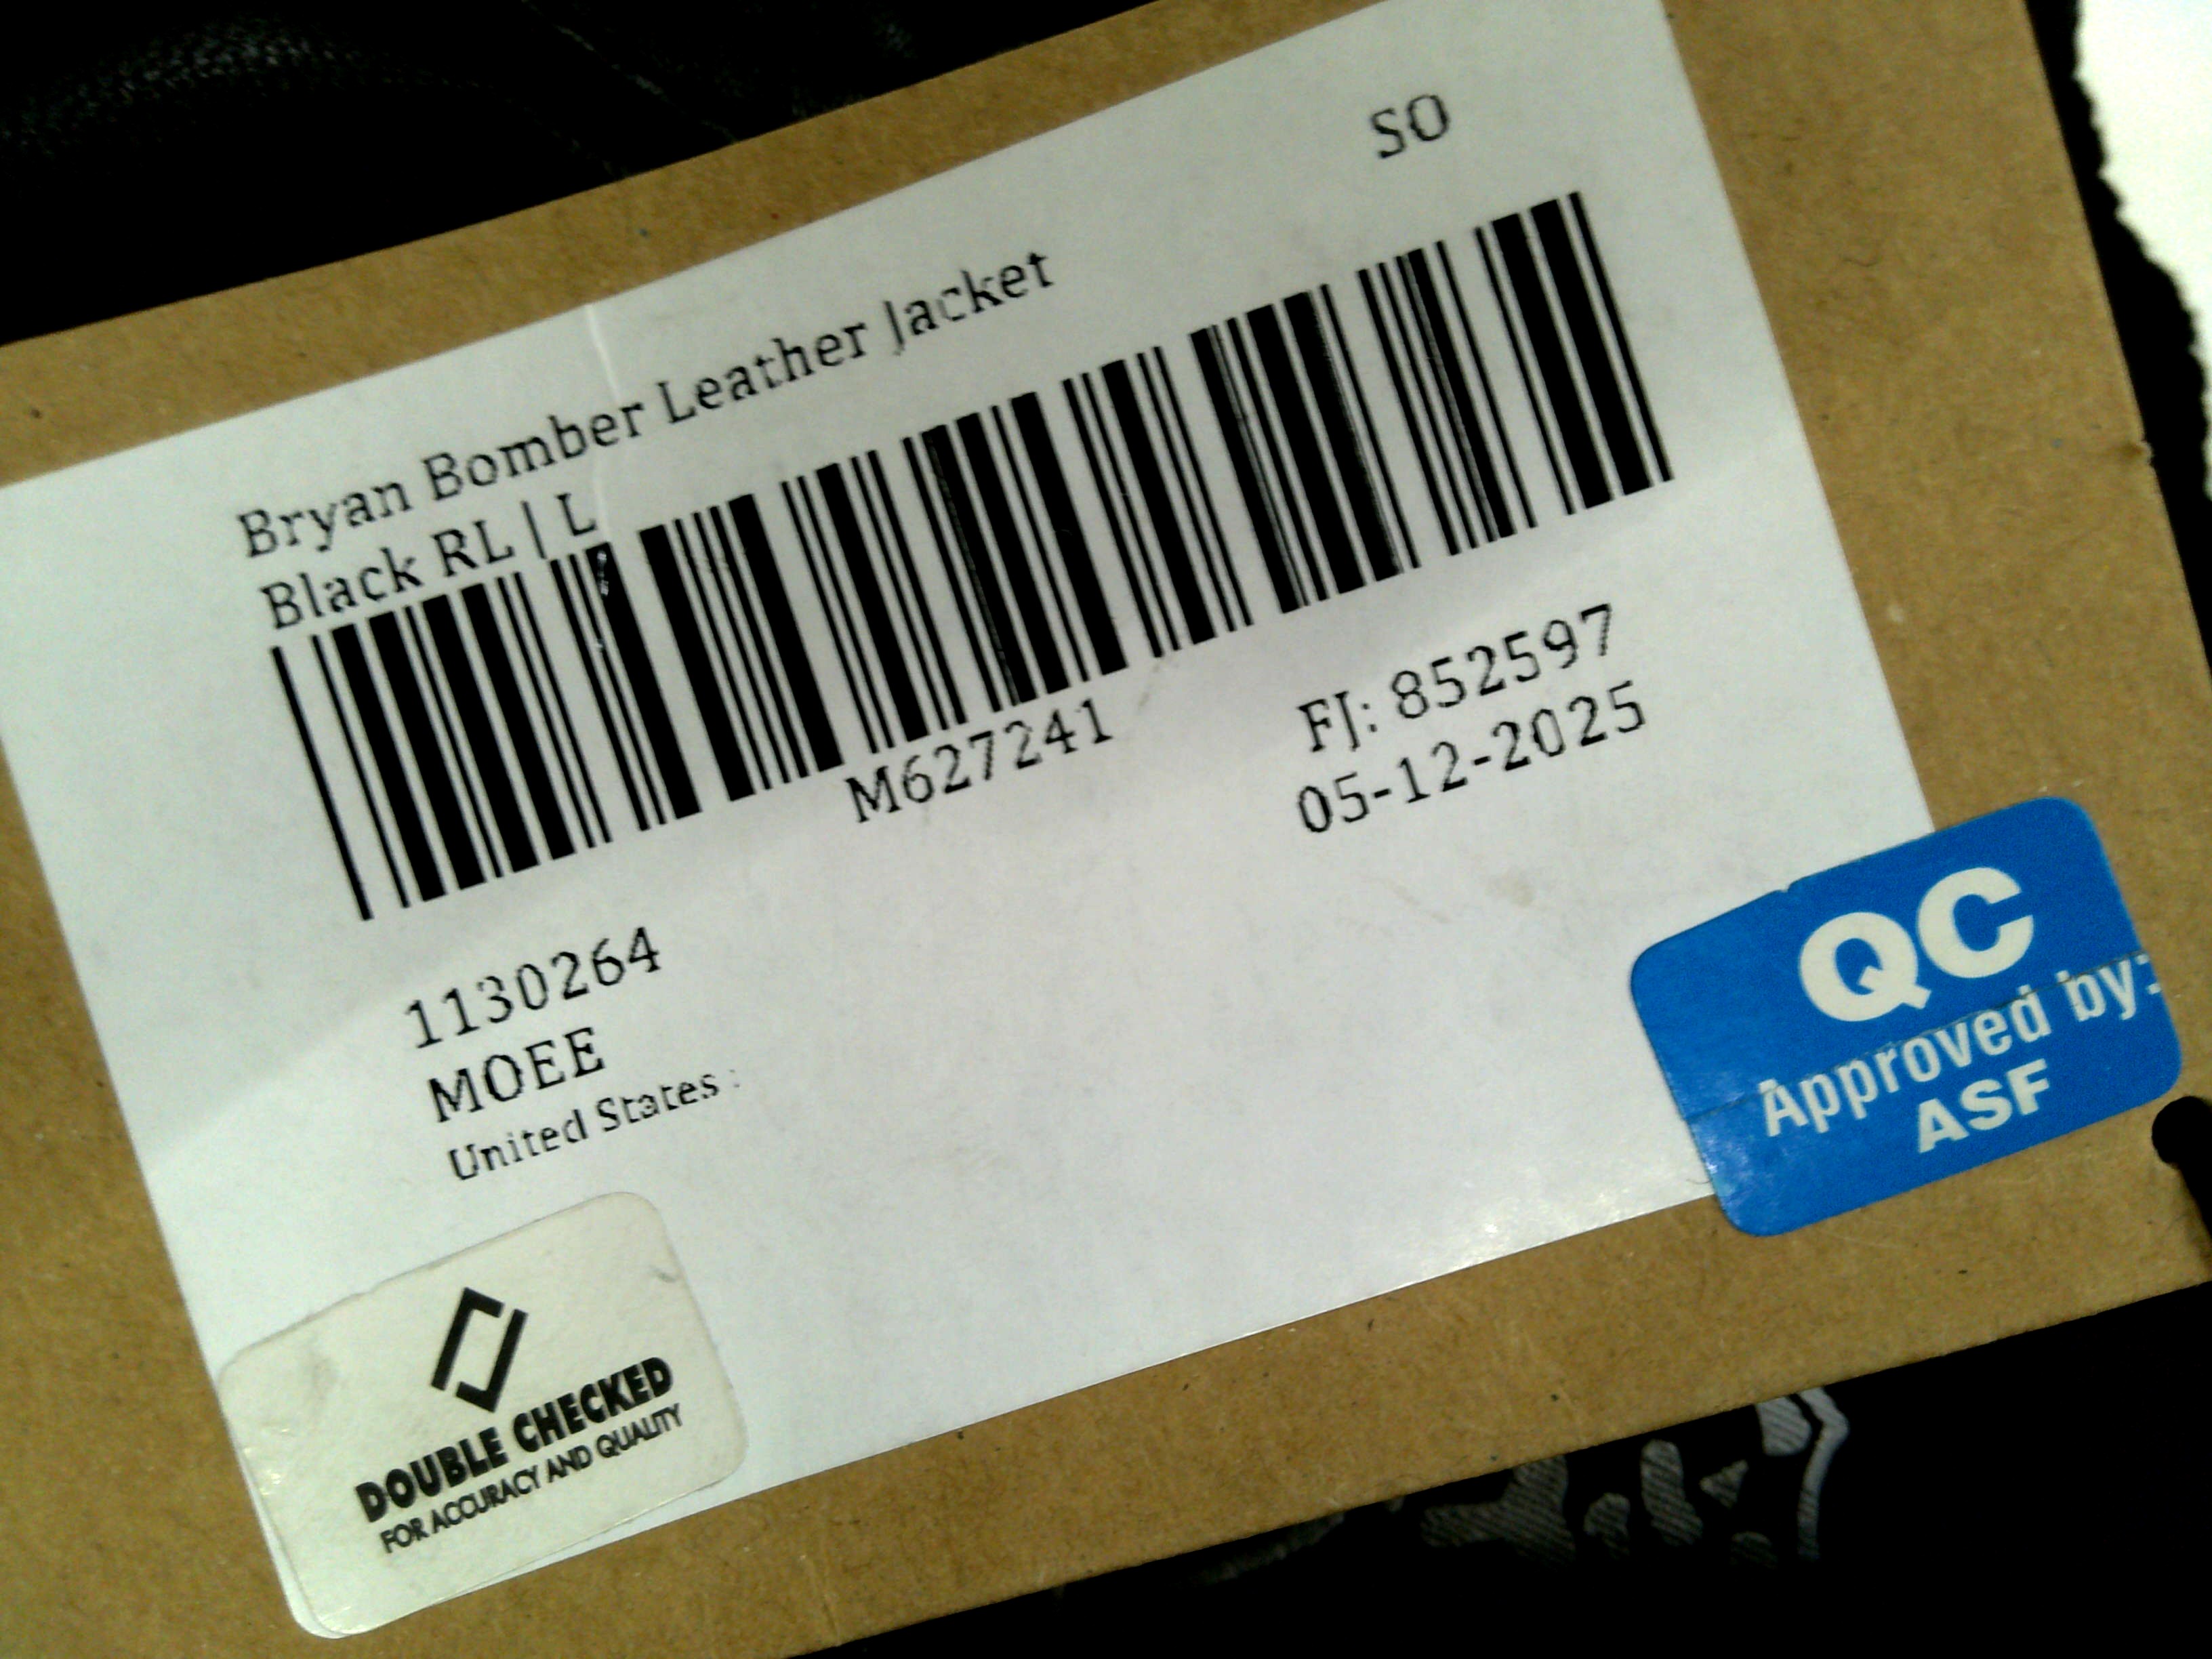 SO
Bryan Bomber Leather Jacket
Black RL | L
M627241
FJ: 852597
05-12-2025
1130264
MOEE
United States :
QC
Approved by:
ASF
DOUBLE CHECKED
FOR ACCURACY AND QUALITY